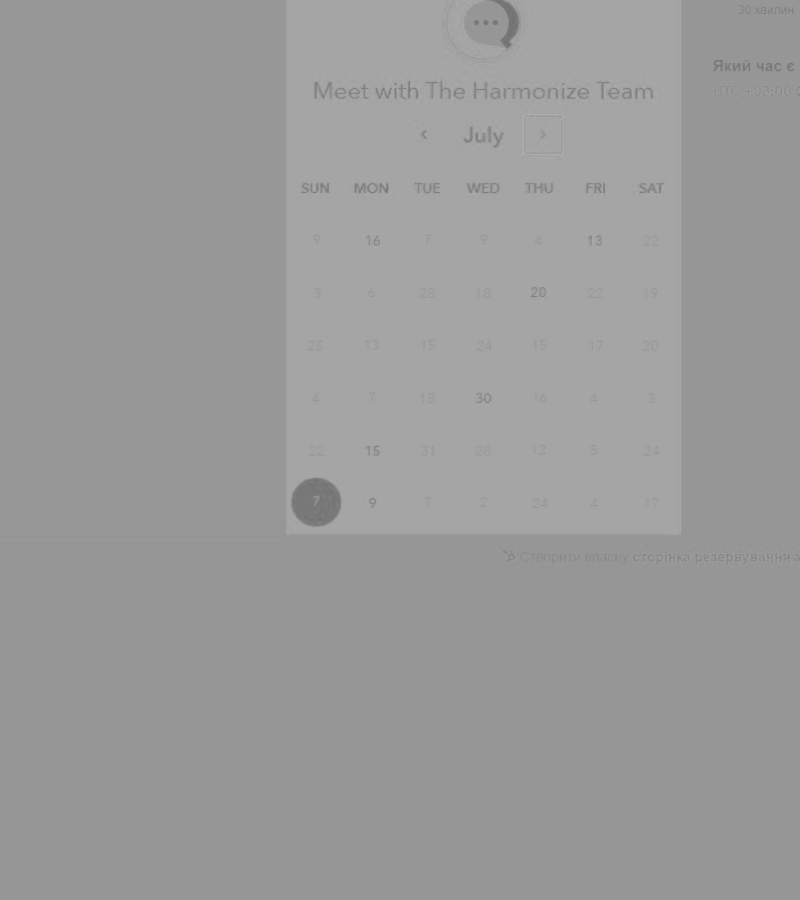 30 хвилин
Який час є
UTC +03:00
Meet with The Harmonize Team
July
SUN MON TUE WED THU FRI SAT
9 16 7 9 4 13 22
3 6 28 18 20 22 19
26 13 15 24 15 17 20
4 7 18 30 16 4 3
22 15 31 28 12 5 24
7 9 7 2 24 4 17
Створити власну сторінка резервування